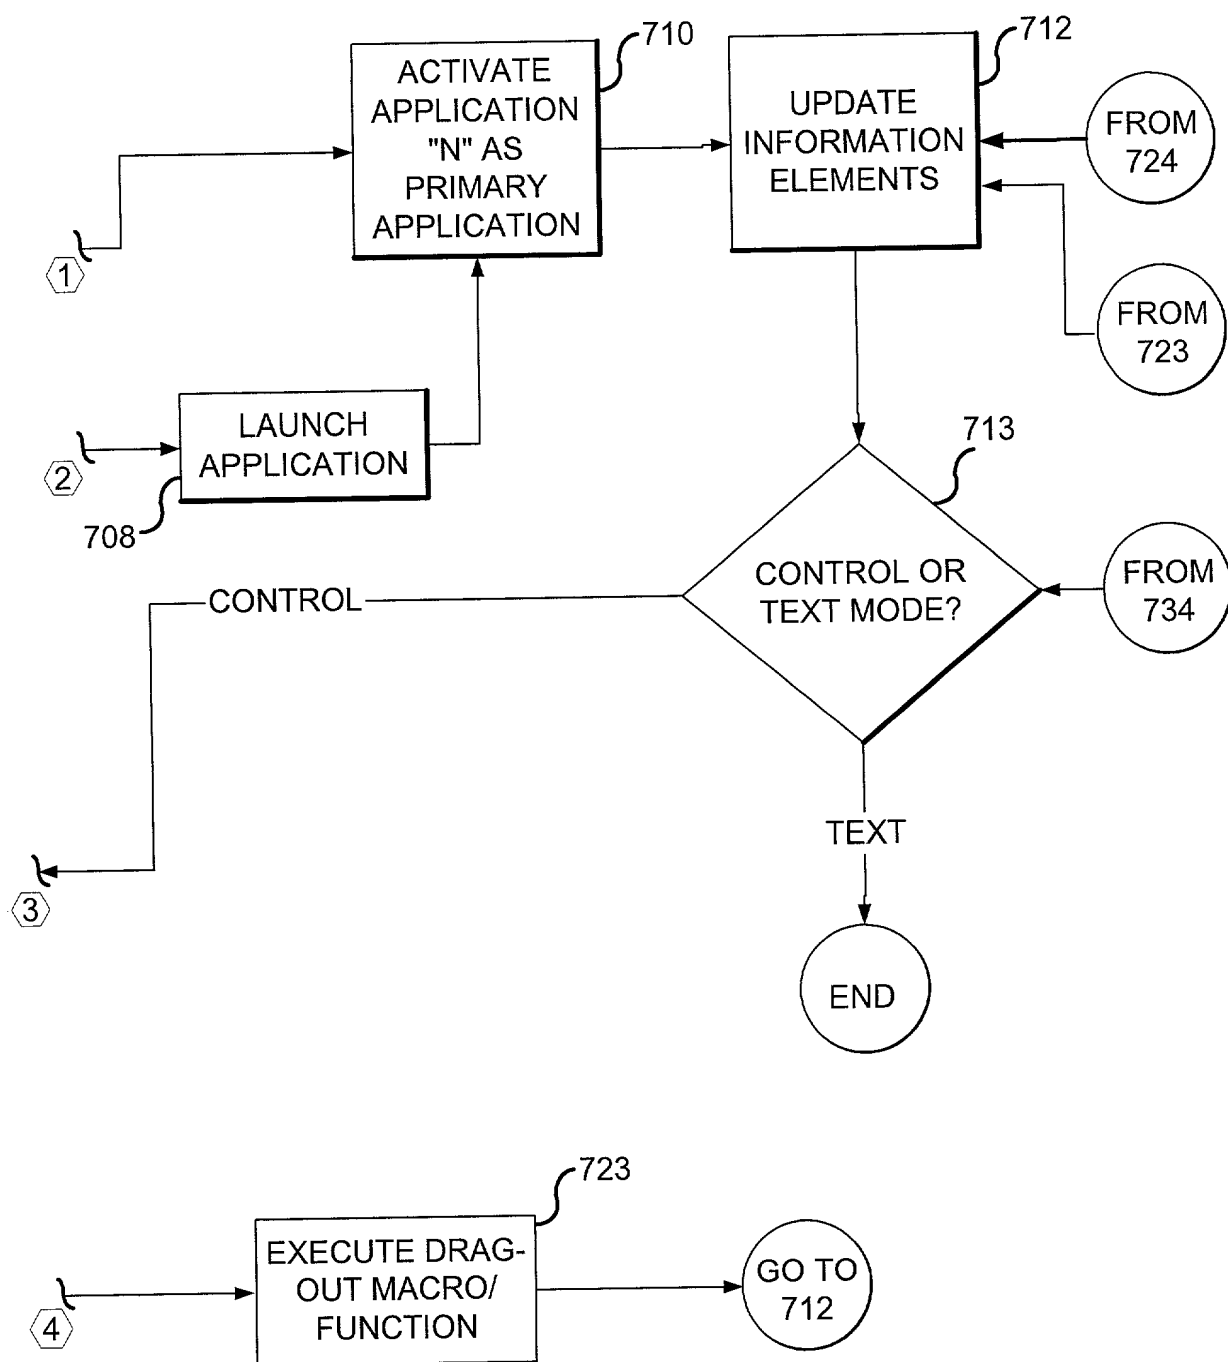 710
ACTIVATE
APPLICATION
"N" AS
PRIMARY
APPLICATION
712
UPDATE
INFORMATION
ELEMENTS
FROM
724
1
FROM
723
LAUNCH
APPLICATION
2
708
713
CONTROL OR
TEXT MODE?
FROM
734
CONTROL
TEXT
3
END
723
EXECUTE DRAG-
OUT MACRO/
FUNCTION
GO TO
712
4